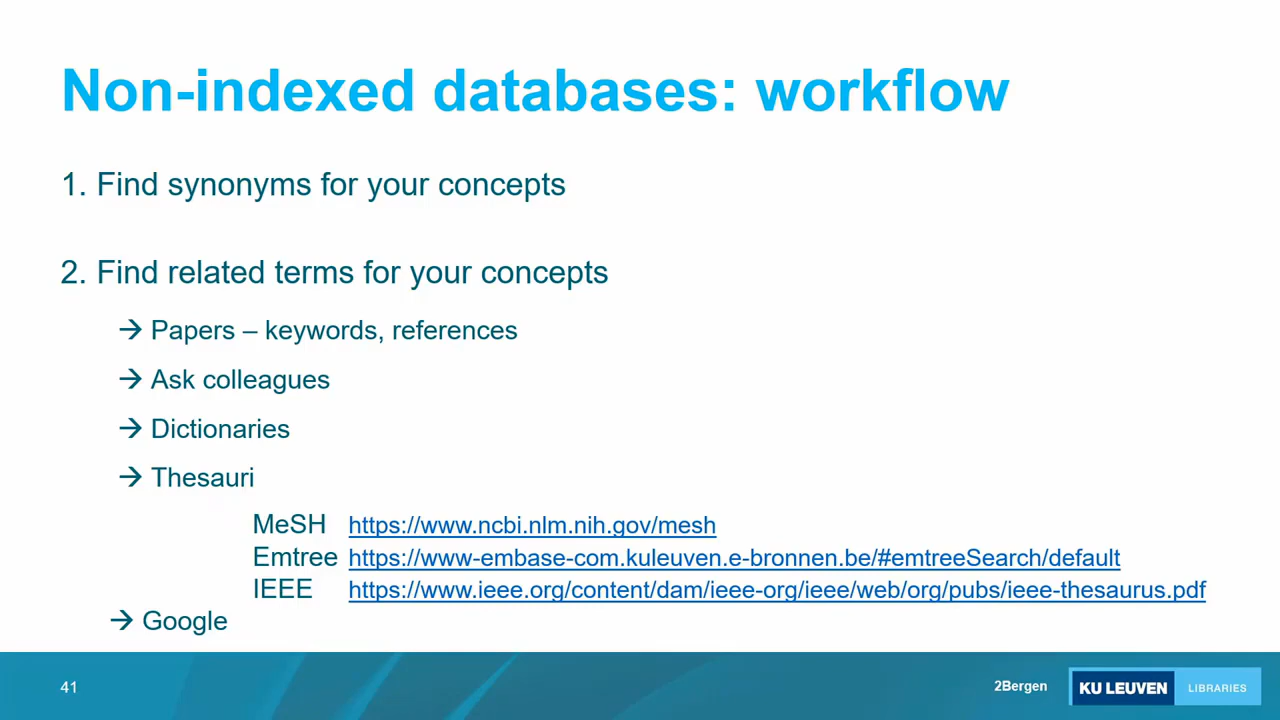 Non-indexed databases: workflow
1. Find synonyms for your concepts
2. Find related terms for your concepts
→ Papers – keywords, references
→ Ask colleagues
→ Dictionaries
→ Thesauri
MeSH https://www.ncbi.nlm.nih.gov/mesh
Emtree https://www-embase-com.kuleuven.e-bronnen.be/#emtreeSearch/default
IEEE https://www.ieee.org/content/dam/ieee-org/ieee/web/org/pubs/ieee-thesaurus.pdf
→ Google
41
2Bergen
KU LEUVEN LIBRARIES